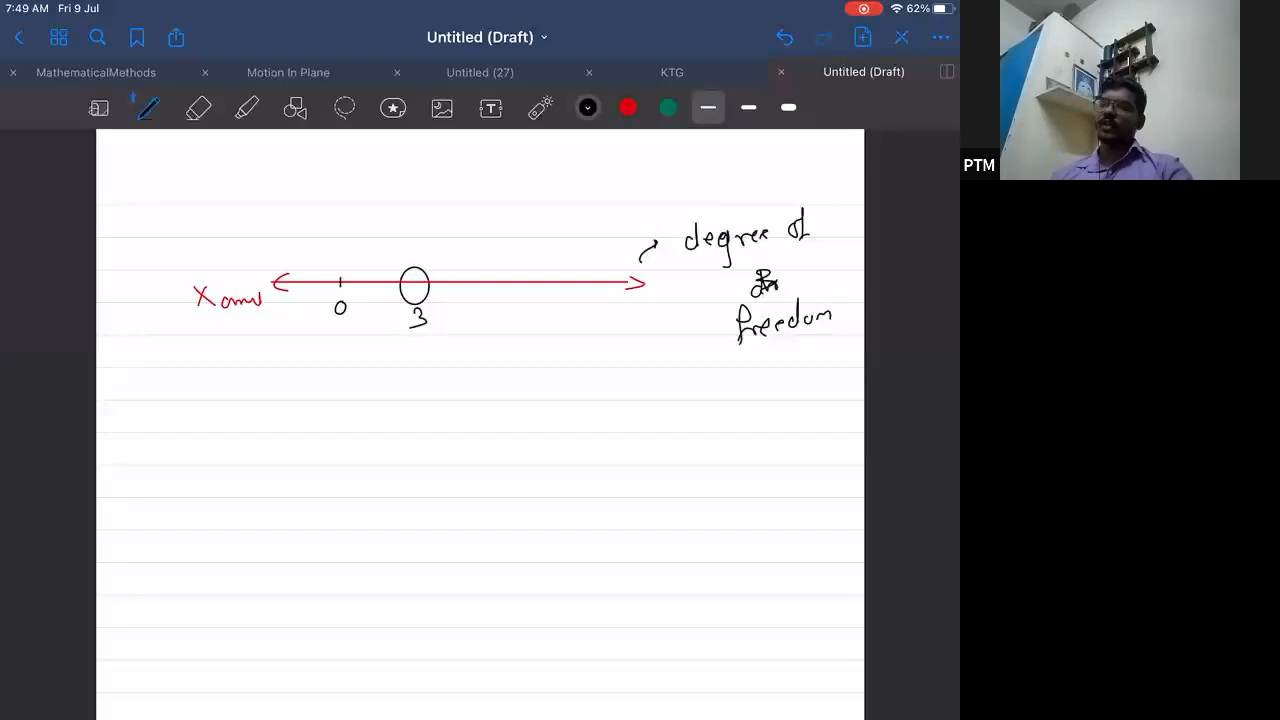 7:49 AM Fri 9 Jul
62%
Untitled (Draft)
MathematicalMethods
Motion In Plane
Untitled (27)
KTG
Untitled (Draft)
PTM
degree of
freedom
X
0
3